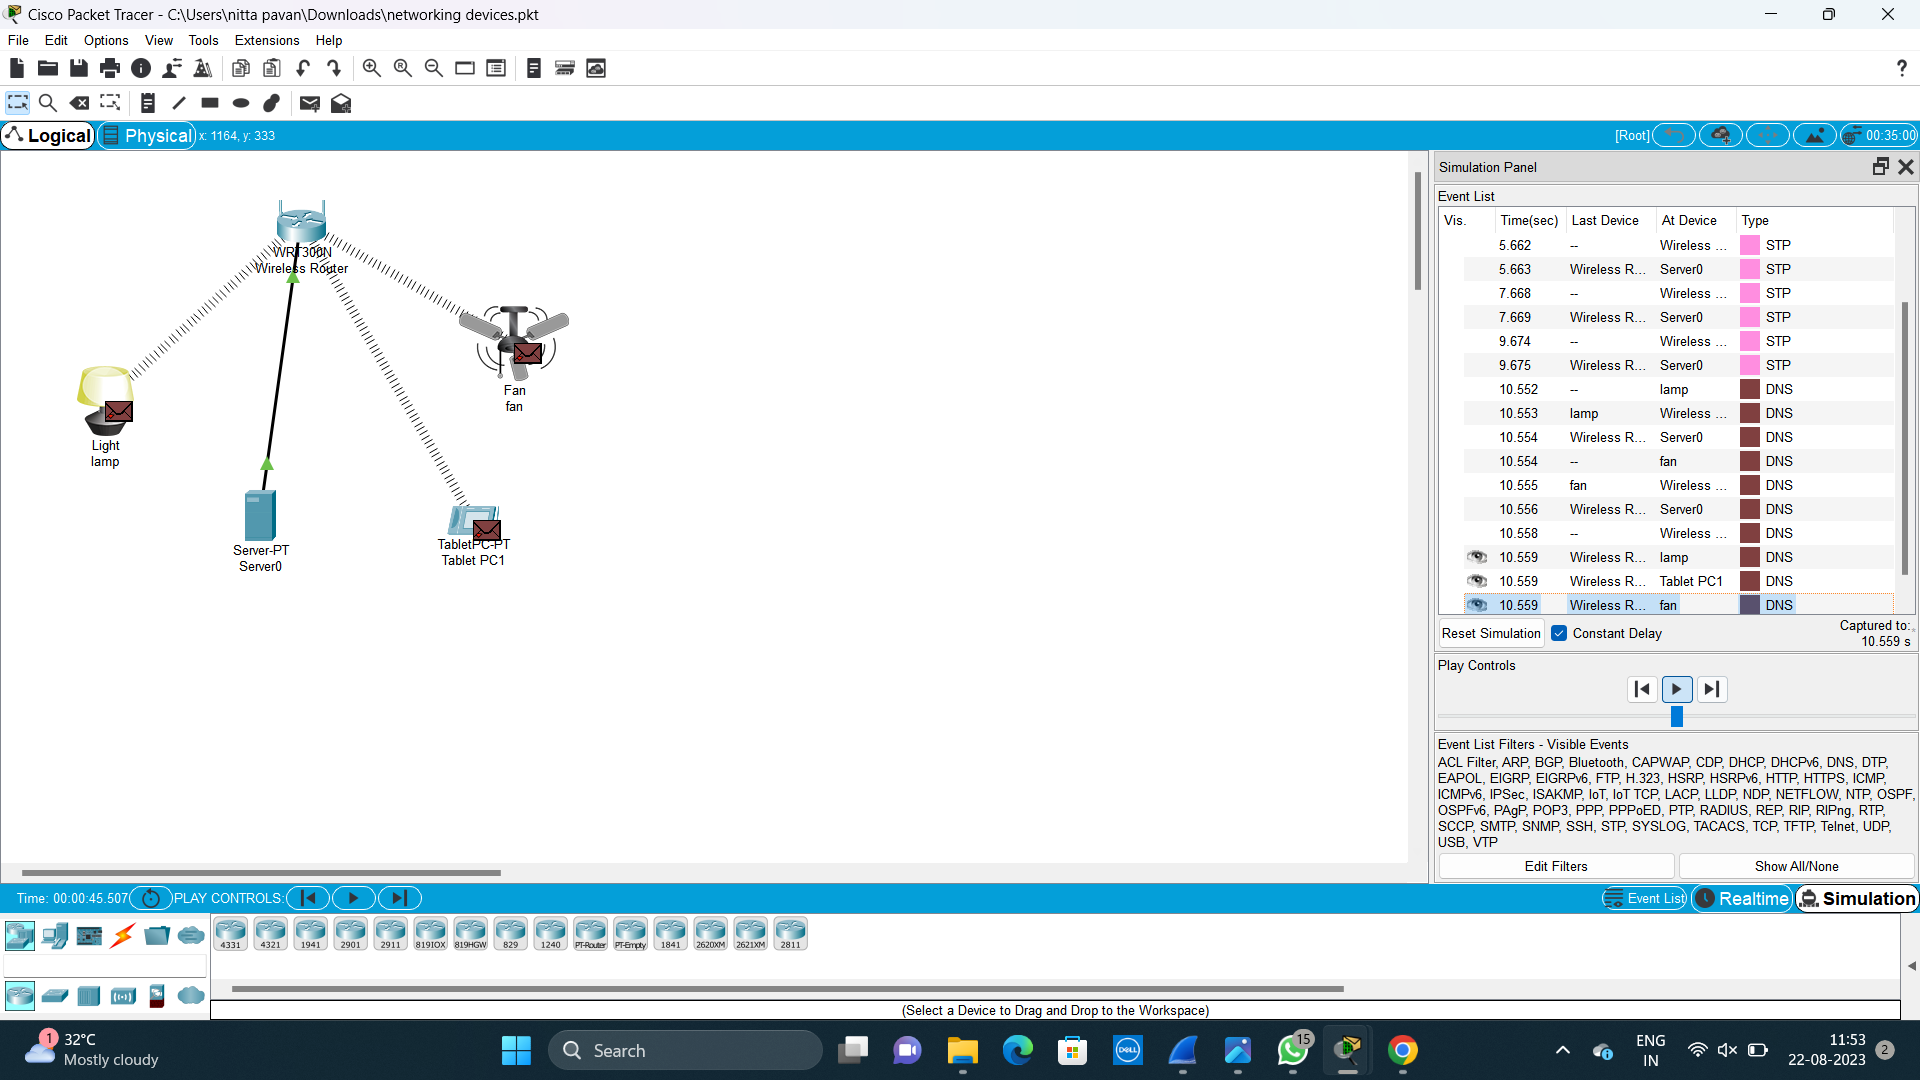 Cisco Packet Tracer - C:\Users\nitta pavan\Downloads\networking devices.pkt
File Edit Options View Tools Extensions Help
?
Logical Physical x: 1164, y: 333 [Root] 00:35:00
WRT300N
Wireless Router
Fan
fan
Light
lamp
Server-PT
Server0
TabletPC-PT
Tablet PC1
Simulation Panel
Event List
Vis. Time(sec) Last Device At Device Type
5.662 -- Wireless ... STP
5.663 Wireless R... Server0 STP
7.668 -- Wireless ... STP
7.669 Wireless R... Server0 STP
9.674 -- Wireless ... STP
9.675 Wireless R... Server0 STP
10.552 -- lamp DNS
10.553 lamp Wireless ... DNS
10.554 Wireless R... Server0 DNS
10.554 -- fan DNS
10.555 fan Wireless ... DNS
10.556 Wireless R... Server0 DNS
10.558 -- Wireless ... DNS
10.559 Wireless R... lamp DNS
10.559 Wireless R... Tablet PC1 DNS
10.559 Wireless R... fan DNS
Reset Simulation Constant Delay Captured to:
10.559 s
Play Controls
Event List Filters - Visible Events
ACL Filter, ARP, BGP, Bluetooth, CAPWAP, CDP, DHCP, DHCPv6, DNS, DTP,
EAPOL, EIGRP, EIGRPv6, FTP, H.323, HSRP, HSRPv6, HTTP, HTTPS, ICMP,
ICMPv6, IPSec, ISAKMP, IoT, IoT TCP, LACP, LLDP, NDP, NETFLOW, NTP, OSPF,
OSPFv6, PAgP, POP3, PPP, PPPoED, PTP, RADIUS, REP, RIP, RIPng, RTP,
SCCP, SMTP, SNMP, SSH, STP, SYSLOG, TACACS, TCP, TFTP, Telnet, UDP,
USB, VTP
Edit Filters Show All/None
Time: 00:00:45.507 PLAY CONTROLS: Event List Realtime Simulation
4331 4321 1941 2901 2911 819IOX 819HGW 829 1240 PT-Router PT-Empty 1841 2620XM 2621XM 2811
(Select a Device to Drag and Drop to the Workspace)
1
32°C
Mostly cloudy
Search
DELL
15
ENG
IN
11:53
22-08-2023
2